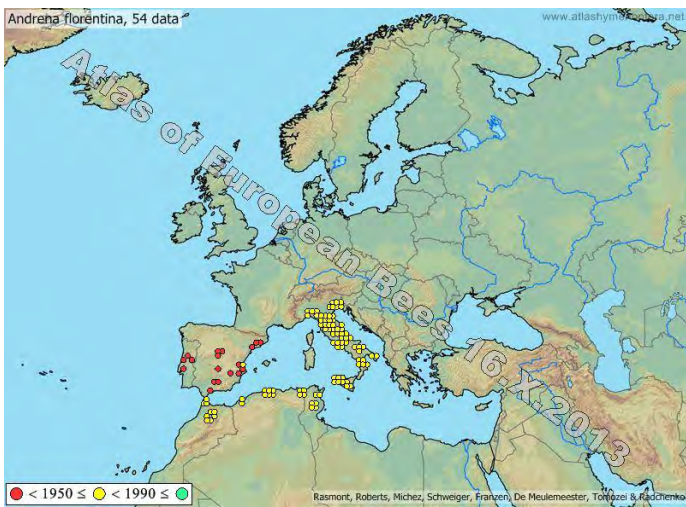 Andrena florentina, 54 data
www.atlashymenoptera.net
Atlas of European Bees 16.X.2013
< 1950 ≤ < 1990 ≤
Rasmont, Roberts, Michez, Schweiger, Franzen, De Meulemeester, Tomozei & Radchenko